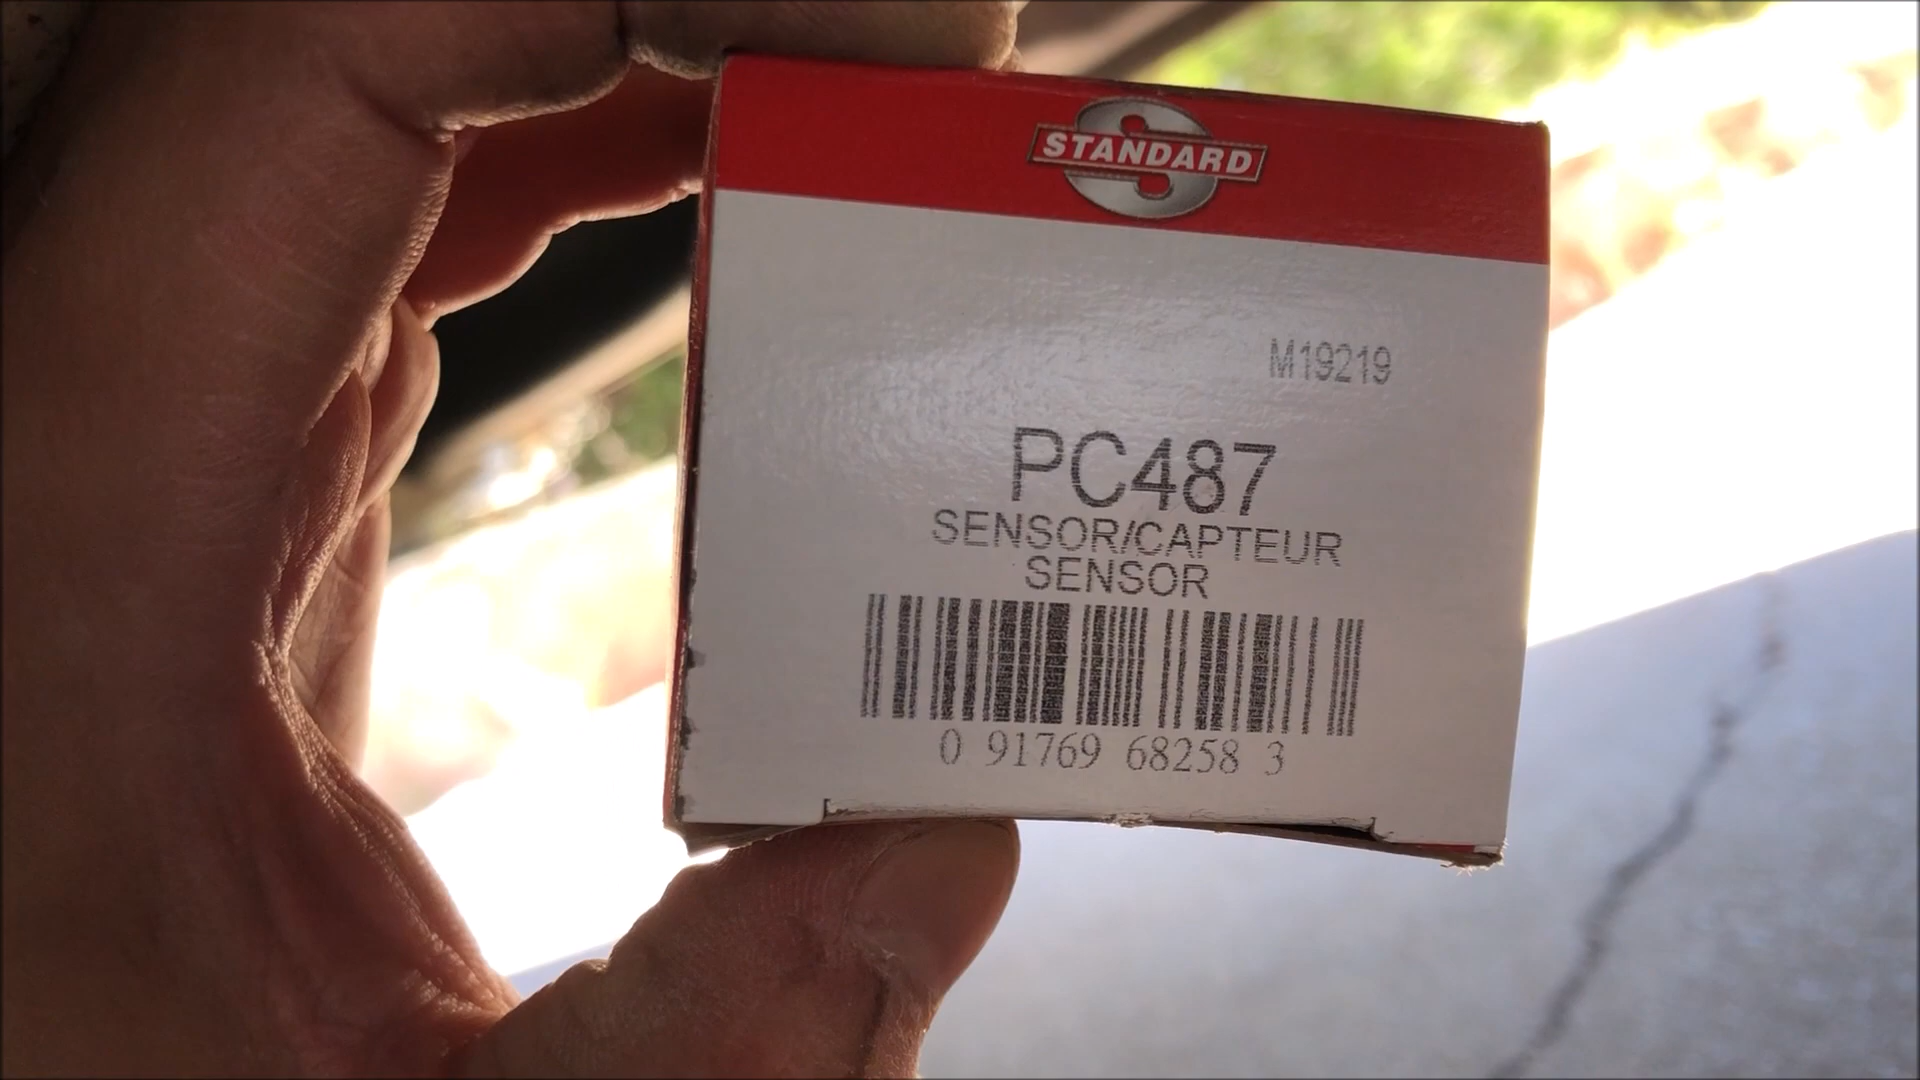 STANDARD
M19219
PC487
SENSOR/CAPTEUR
SENSOR
0 91769 68258 3